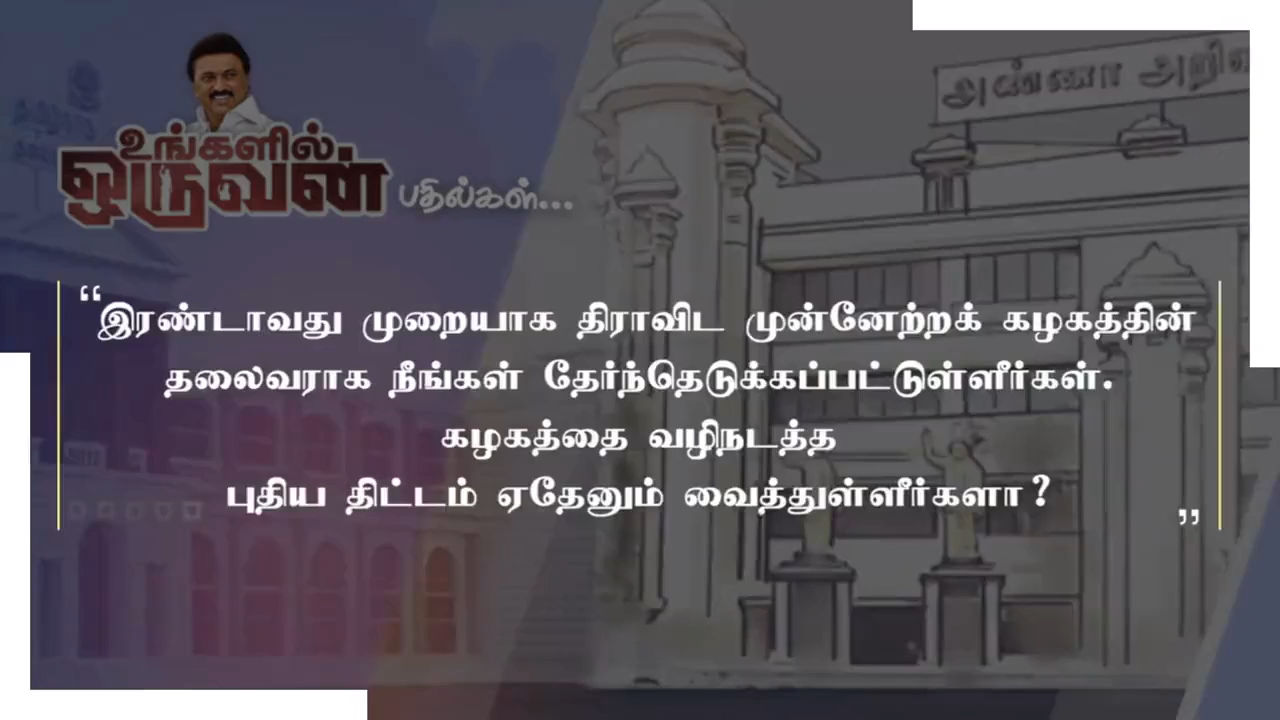 உங்களில்
ஒருவன் பதில்கள்...
அண்ணா
“இரண்டாவது முறையாக திராவிட முன்னேற்றக் கழகத்தின்
தலைவராக நீங்கள் தேர்ந்தெடுக்கப்பட்டுள்ளீர்கள்.
கழகத்தை வழிநடத்த
புதிய திட்டம் ஏதேனும் வைத்துள்ளீர்களா?”